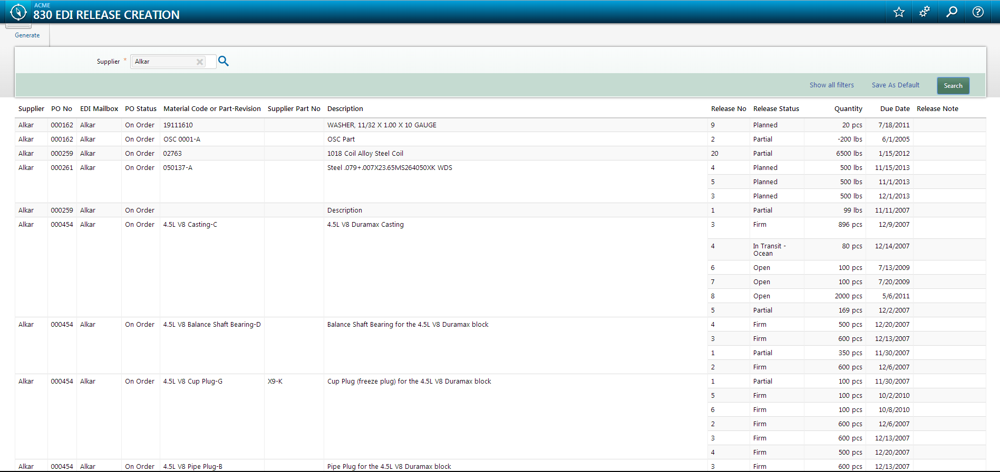 ACME
830 EDI RELEASE CREATION
Generate
Supplier * Alkar
Show all filters Save As Default Search
Supplier PO No EDI Mailbox PO Status Material Code or Part-Revision Supplier Part No Description Release No Release Status Quantity Due Date Release Note
Alkar 000162 Alkar On Order 19111610 WASHER, 11/32 X 1.00 X 10 GAUGE 9 Planned 20 pcs 7/18/2011
Alkar 000162 Alkar On Order OSC 0001-A OSC Part 2 Partial -200 lbs 6/1/2005
Alkar 000259 Alkar On Order 02763 1018 Coil Alloy Steel Coil 20 Partial 6500 lbs 1/15/2012
Alkar 000261 Alkar On Order 050137-A Steel .079+.007X23.65MS264050XK WDS 4 Planned 500 lbs 11/15/2013
5 Planned 500 lbs 11/1/2013
3 Planned 500 lbs 12/1/2013
Alkar 000259 Alkar On Order Description 1 Partial 99 lbs 11/11/2007
Alkar 000454 Alkar On Order 4.5L V8 Casting-C 4.5L V8 Duramax Casting 3 Firm 896 pcs 12/9/2007
4 In Transit - 80 pcs 12/14/2007
Ocean
6 Open 100 pcs 7/13/2009
7 Open 100 pcs 7/20/2009
8 Open 2000 pcs 5/6/2011
5 Partial 169 pcs 12/2/2007
Alkar 000454 Alkar On Order 4.5L V8 Balance Shaft Bearing-D Balance Shaft Bearing for the 4.5L V8 Duramax block 4 Firm 500 pcs 12/20/2007
3 Firm 600 pcs 12/13/2007
1 Partial 350 pcs 11/30/2007
2 Firm 600 pcs 12/6/2007
Alkar 000454 Alkar On Order 4.5L V8 Cup Plug-G X9-K Cup Plug (freeze plug) for the 4.5L V8 Duramax block 1 Partial 100 pcs 11/30/2007
5 Firm 100 pcs 10/2/2010
6 Firm 100 pcs 10/8/2010
2 Firm 600 pcs 12/6/2007
3 Firm 600 pcs 12/13/2007
4 Firm 500 pcs 12/20/2007
Alkar 000454 Alkar On Order 4.5L V8 Pipe Plug-B Pipe Plug for the 4.5L V8 Duramax block 3 Firm 600 pcs 12/13/2007